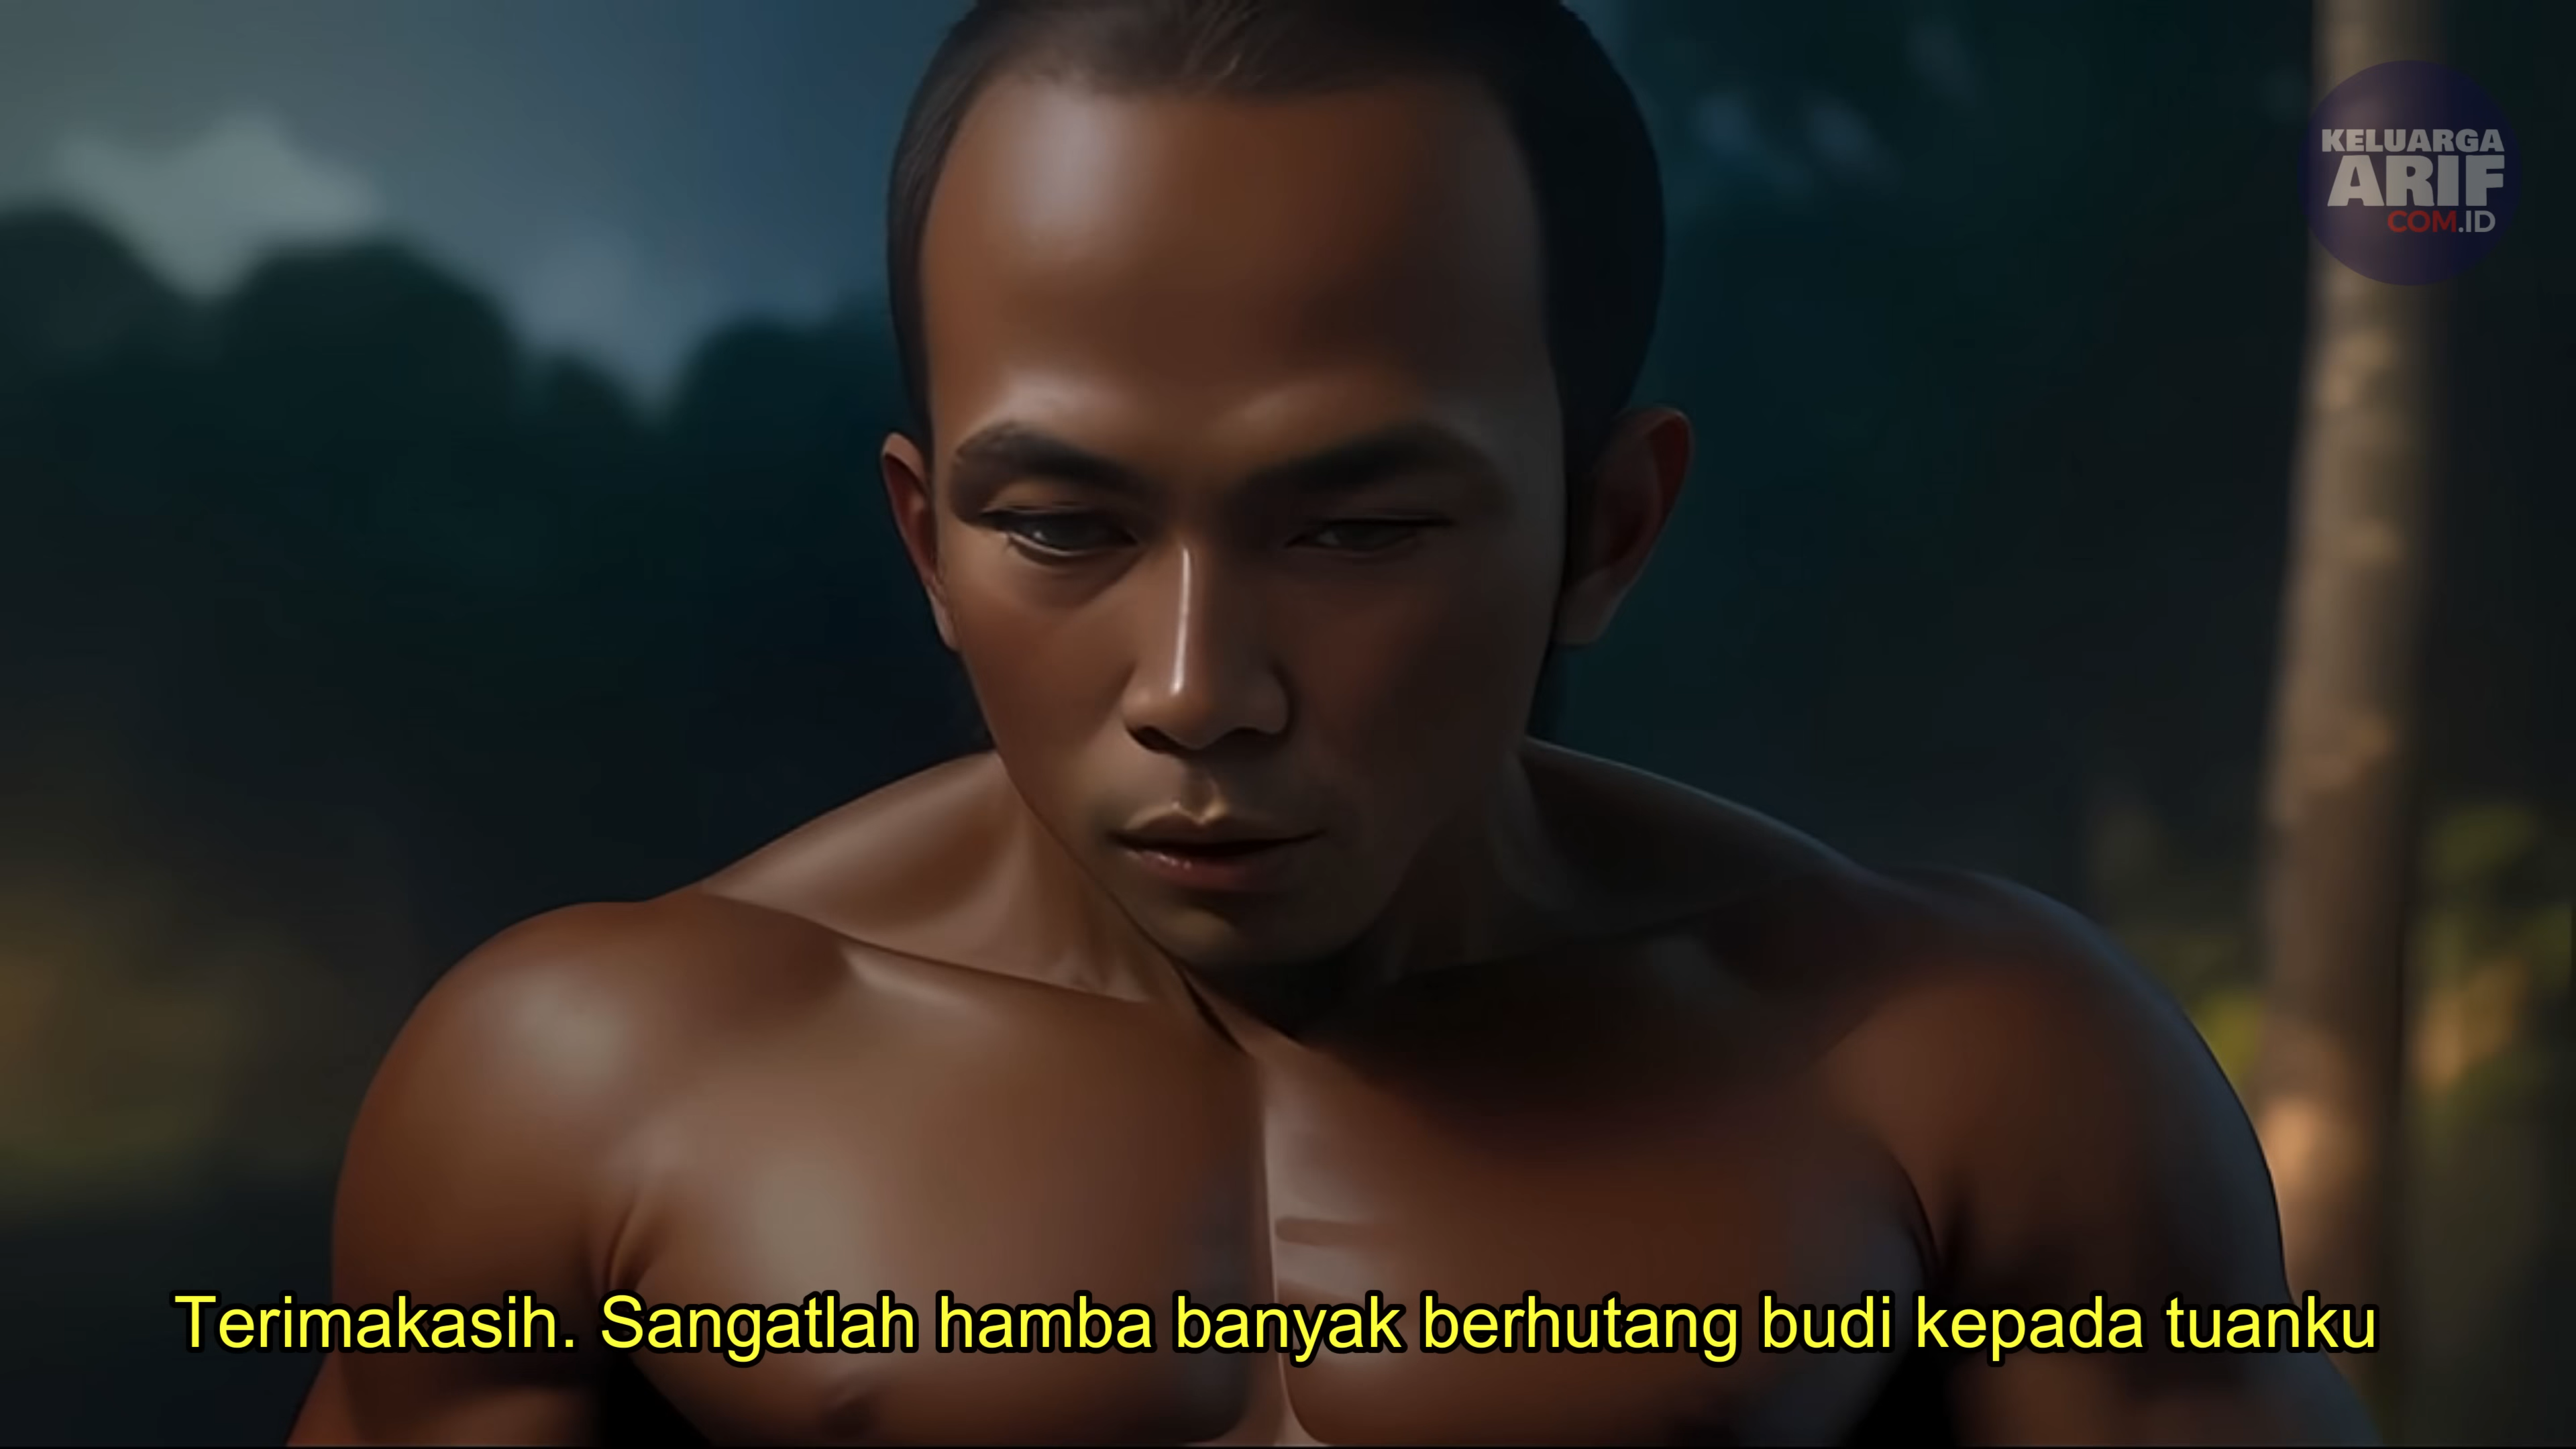 KELUARGA
ARIF
COM.ID
Terimakasih. Sangatlah hamba banyak berhutang budi kepada tuanku